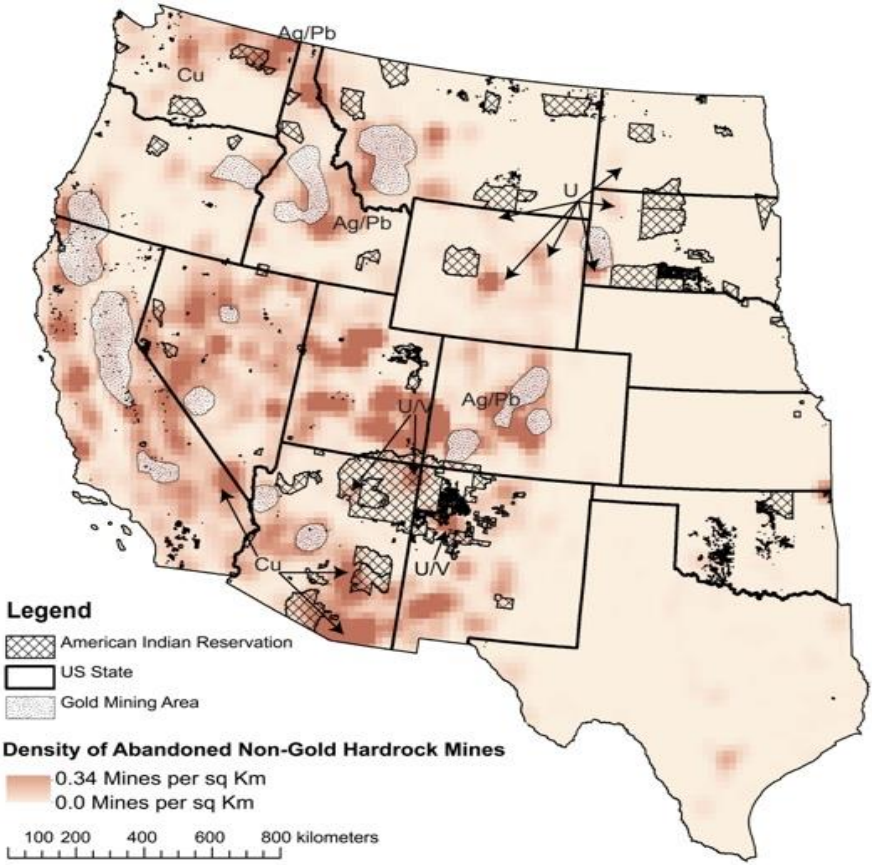 Ag/Pb
Cu
U
Ag/Pb
Ag/Pb
U/V
Cu
U/V
Legend
American Indian Reservation
US State
Gold Mining Area
Density of Abandoned Non-Gold Hardrock Mines
0.34 Mines per sq Km
0.0 Mines per sq Km
100 200 400 600 800 kilometers